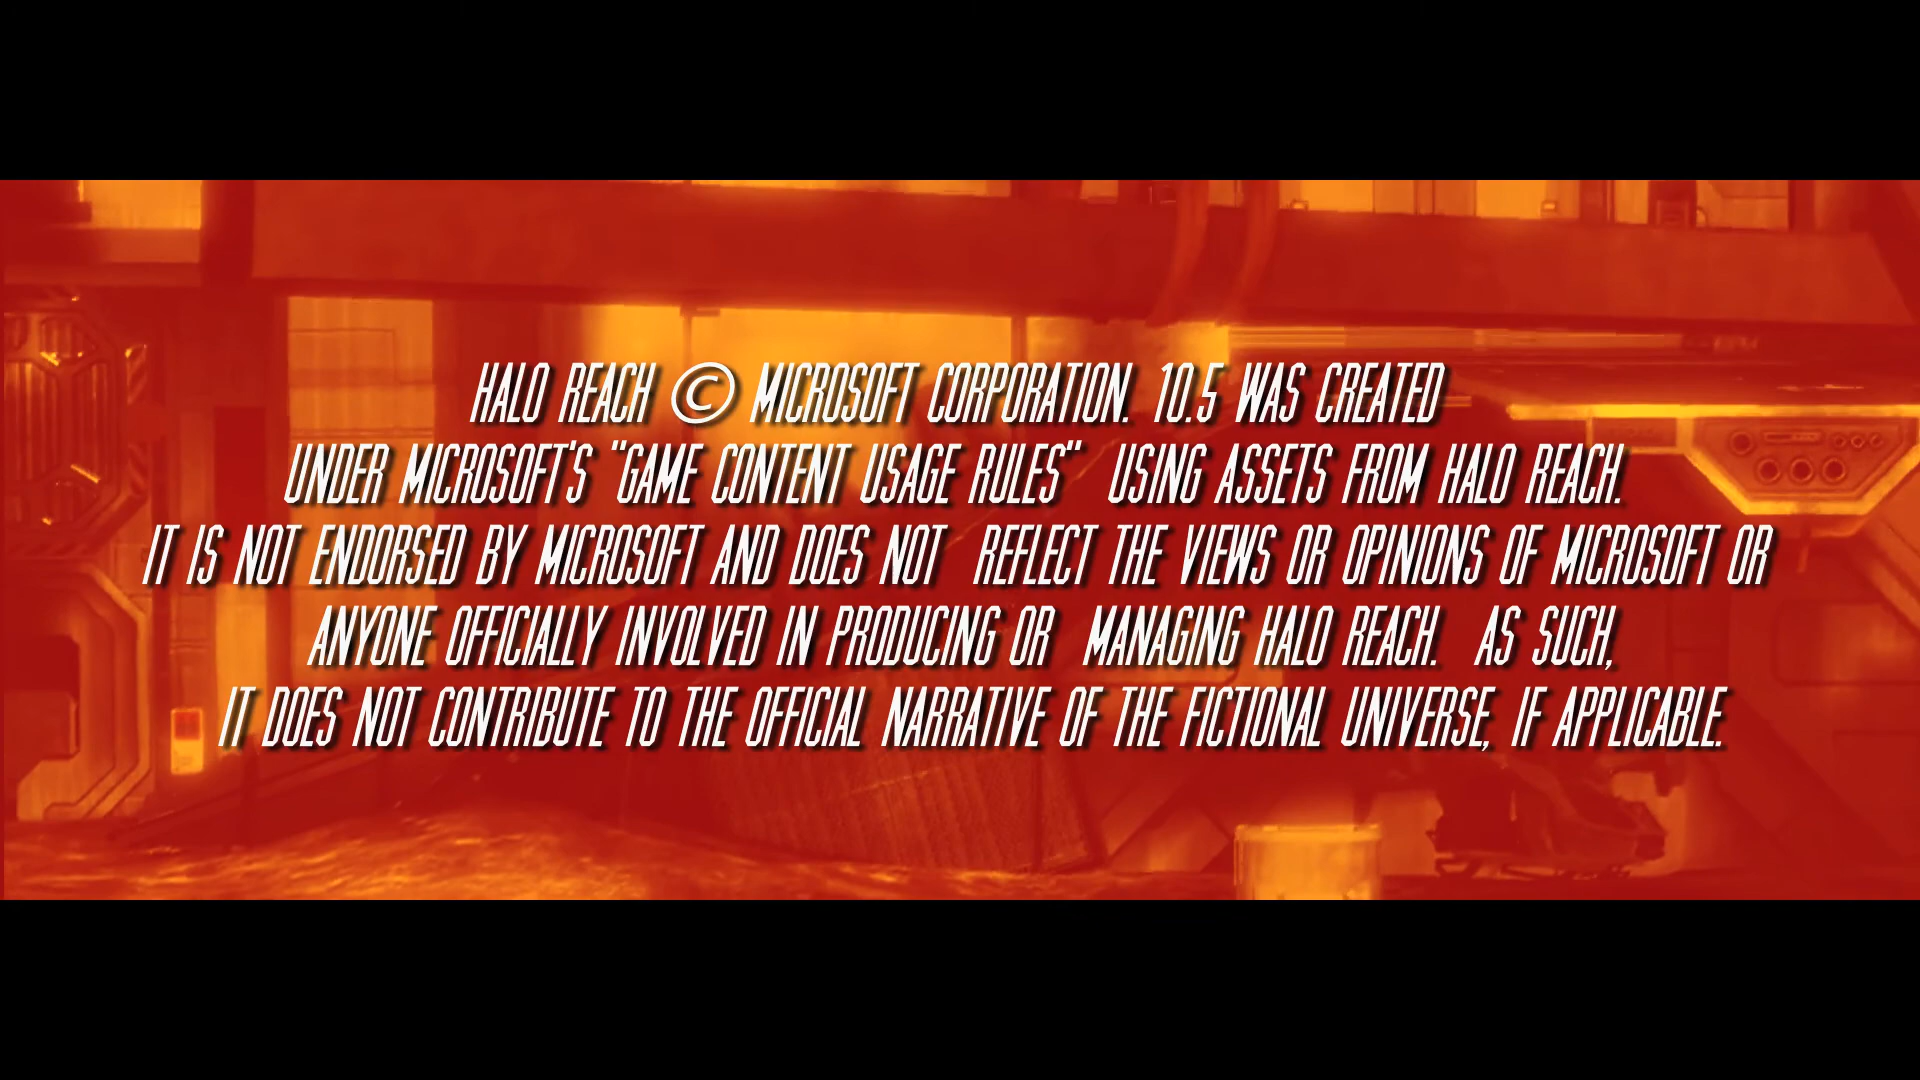 HALO REACH © MICROSOFT CORPORATION. 10.5 WAS CREATED
UNDER MICROSOFT'S "GAME CONTENT USAGE RULES" USING ASSETS FROM HALO REACH.
IT IS NOT ENDORSED BY MICROSOFT AND DOES NOT REFLECT THE VIEWS OR OPINIONS OF MICROSOFT OR
ANYONE OFFICIALLY INVOLVED IN PRODUCING OR MANAGING HALO REACH. AS SUCH,
IT DOES NOT CONTRIBUTE TO THE OFFICIAL NARRATIVE OF THE FICTIONAL UNIVERSE, IF APPLICABLE.